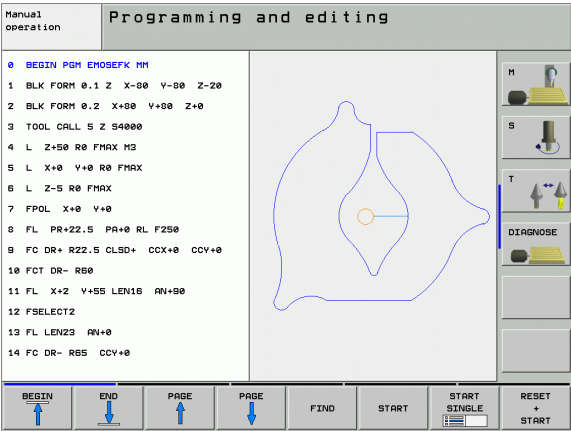 Manual
operation
Programming and editing
0 BEGIN PGM EMOSEFK MM
1 BLK FORM 0.1 Z X-80 Y-80 Z-20
2 BLK FORM 0.2 X+80 Y+80 Z+0
3 TOOL CALL 5 Z S4000
4 L Z+50 R0 FMAX M3
5 L X+0 Y+0 R0 FMAX
6 L Z-5 R0 FMAX
7 FPOL X+0 Y+0
8 FL PR+22.5 PA+0 RL F250
9 FC DR+ R22.5 CLSD+ CCX+0 CCY+0
10 FCT DR- R60
11 FL X+2 Y+55 LEN16 AN+90
12 FSELECT2
13 FL LEN23 AN+0
14 FC DR- R65 CCY+0
M
S
T
DIAGNOSE
BEGIN
END
PAGE
PAGE
FIND
START
START
SINGLE
RESET
+
START